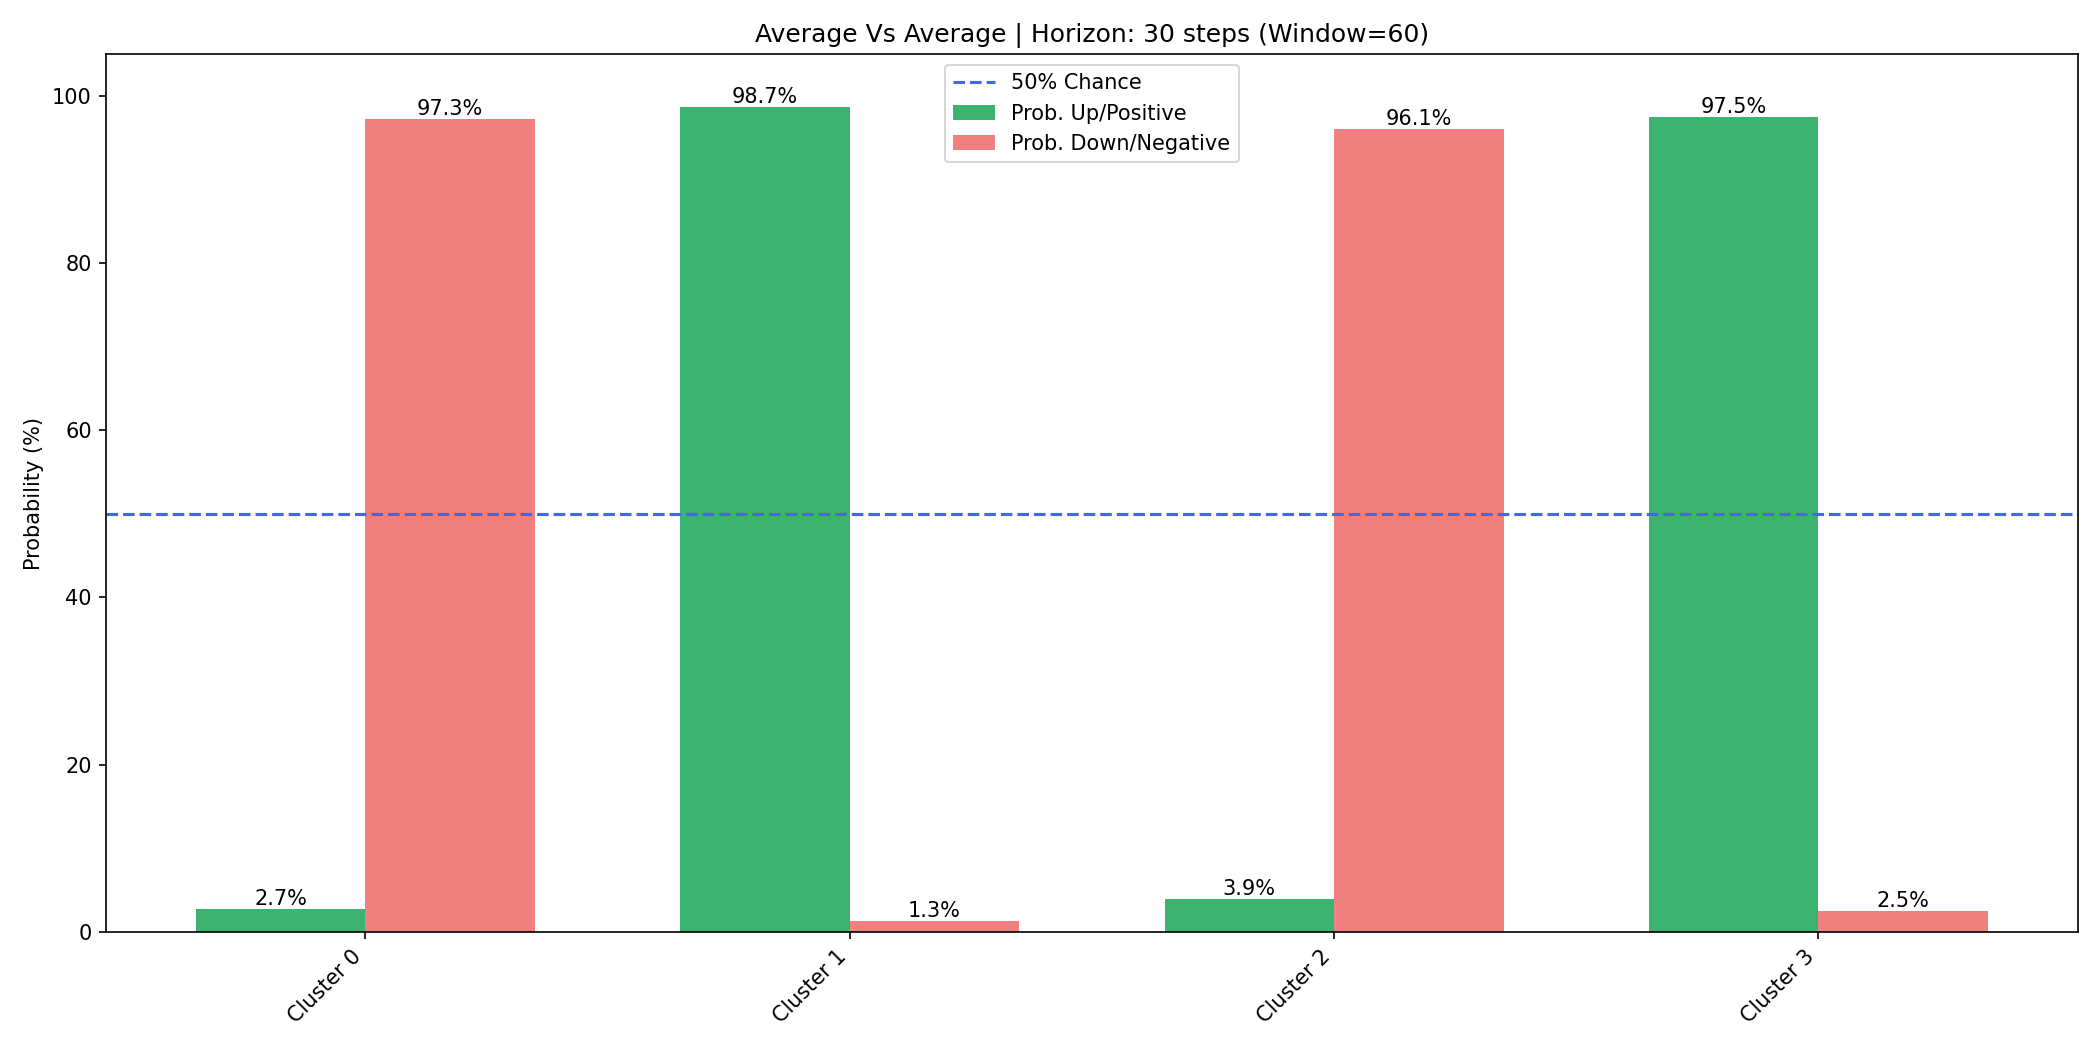 Average Vs Average | Horizon: 30 steps (Window=60)
50% Chance
Prob. Up/Positive
Prob. Down/Negative
Probability (%)
100
80
60
40
20
0
2.7%
97.3%
98.7%
1.3%
3.9%
96.1%
97.5%
2.5%
Cluster 0
Cluster 1
Cluster 2
Cluster 3